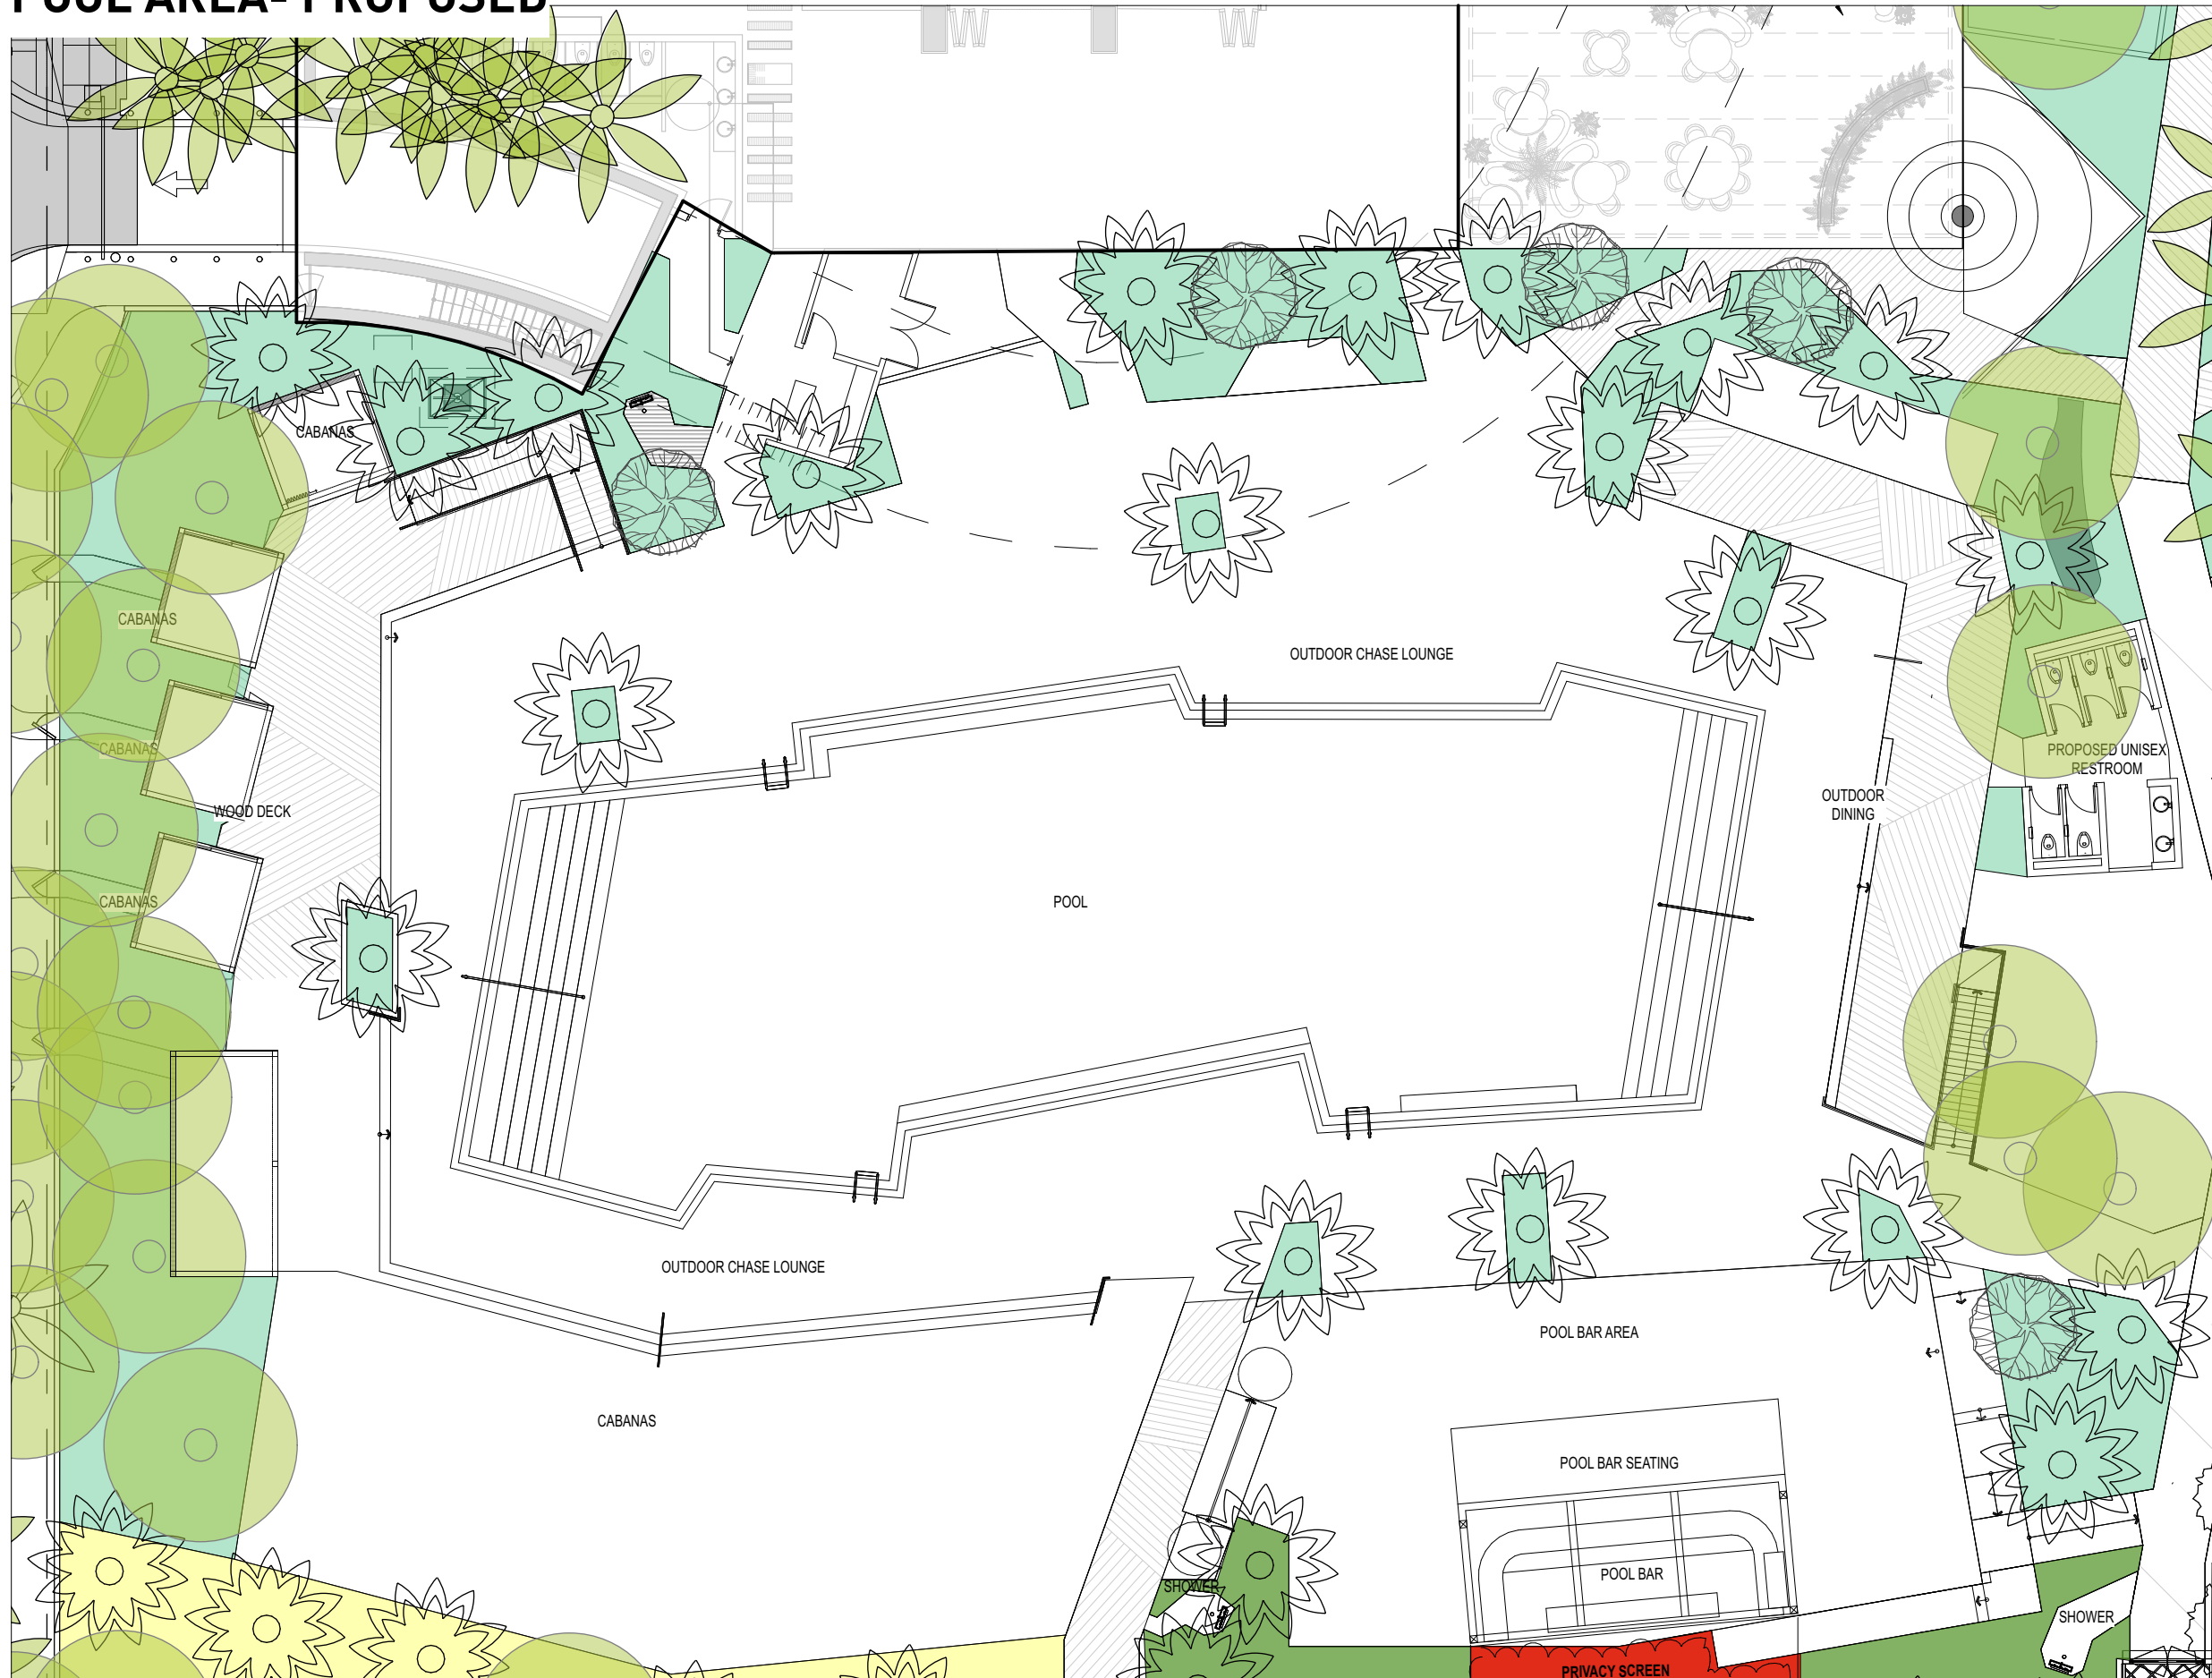 POOL AREA- PROPOSED
CABANAS
CABANAS
OUTDOOR CHASE LOUNGE
CABANAS
PROPOSED UNISEX
RESTROOM
WOOD DECK
OUTDOOR
DINING
CABANAS
POOL
OUTDOOR CHASE LOUNGE
POOL BAR AREA
CABANAS
POOL BAR SEATING
POOL BAR
SHOWER
SHOWER
PRIVACY SCREEN